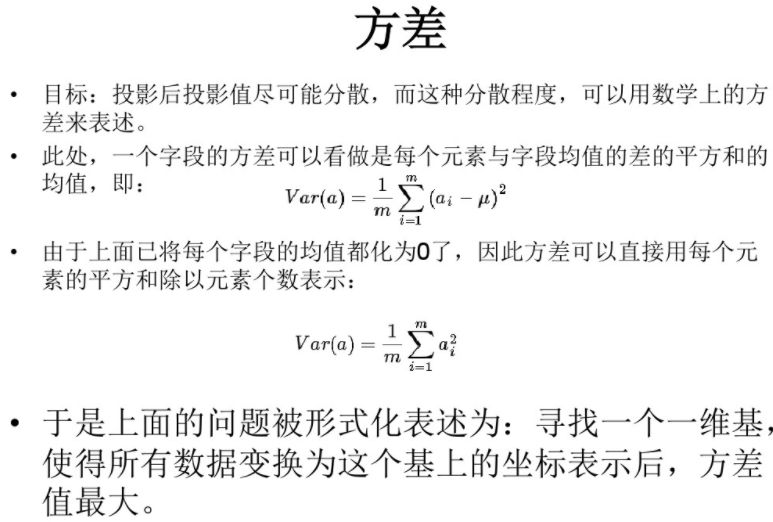 方差
• 目标：投影后投影值尽可能分散，而这种分散程度，可以用数学上的方
差来表述。
• 此处，一个字段的方差可以看做是每个元素与字段均值的差的平方和的
均值，即：
Var(a) = \frac{1}{m} \sum_{i=1}^{m} (a_i - μ)^2
• 由于上面已将每个字段的均值都化为0了，因此方差可以直接用每个元
素的平方和除以元素个数表示：
Var(a) = \frac{1}{m} \sum_{i=1}^{m} a_i^2
• 于是上面的问题被形式化表述为：寻找一个一维基，
使得所有数据变换为这个基上的坐标表示后，方差
值最大。